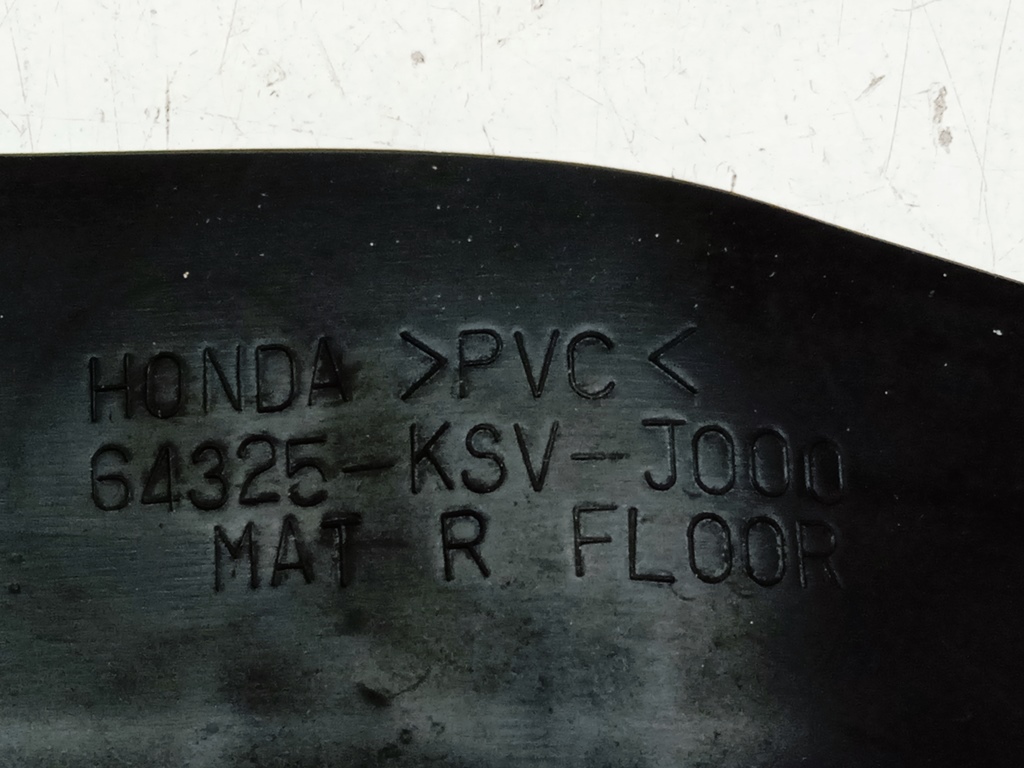 HONDA >PVC<
64325-KSV-J000
MAT R FLOOR